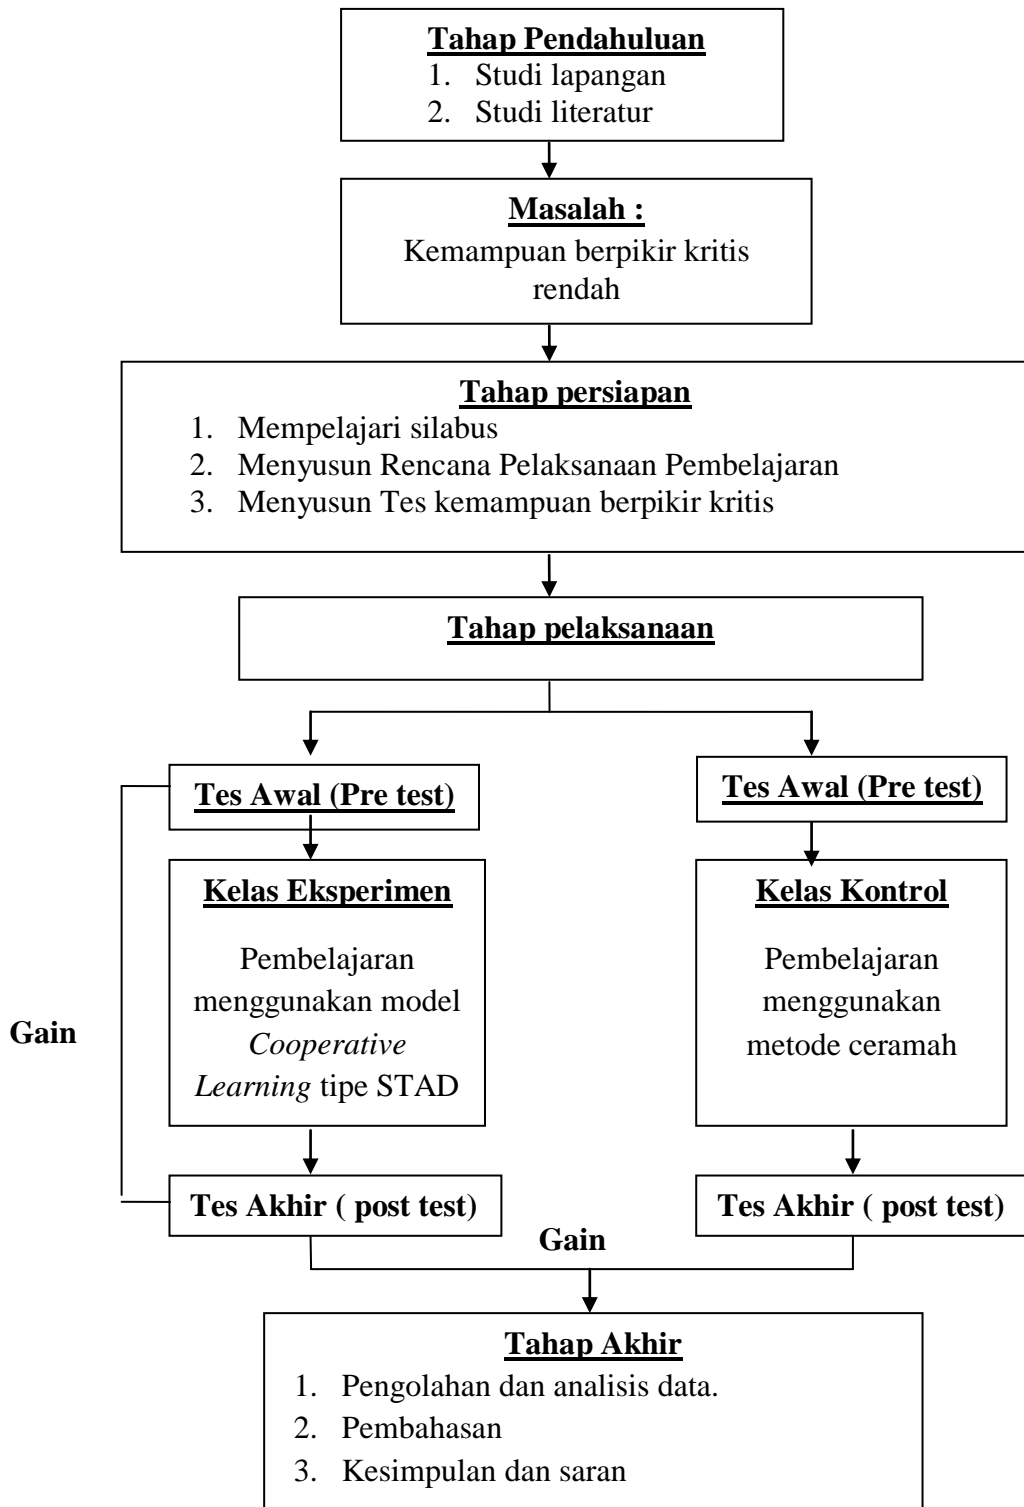 Tahap Pendahuluan
1. Studi lapangan
2. Studi literatur
Masalah :
Kemampuan berpikir kritis
rendah
Tahap persiapan
1. Mempelajari silabus
2. Menyusun Rencana Pelaksanaan Pembelajaran
3. Menyusun Tes kemampuan berpikir kritis
Tahap pelaksanaan
Tes Awal (Pre test)
Tes Awal (Pre test)
Kelas Eksperimen
Pembelajaran
menggunakan model
Cooperative
Learning tipe STAD
Kelas Kontrol
Pembelajaran
menggunakan
metode ceramah
Gain
Tes Akhir ( post test)
Tes Akhir ( post test)
Gain
Tahap Akhir
1. Pengolahan dan analisis data.
2. Pembahasan
3. Kesimpulan dan saran